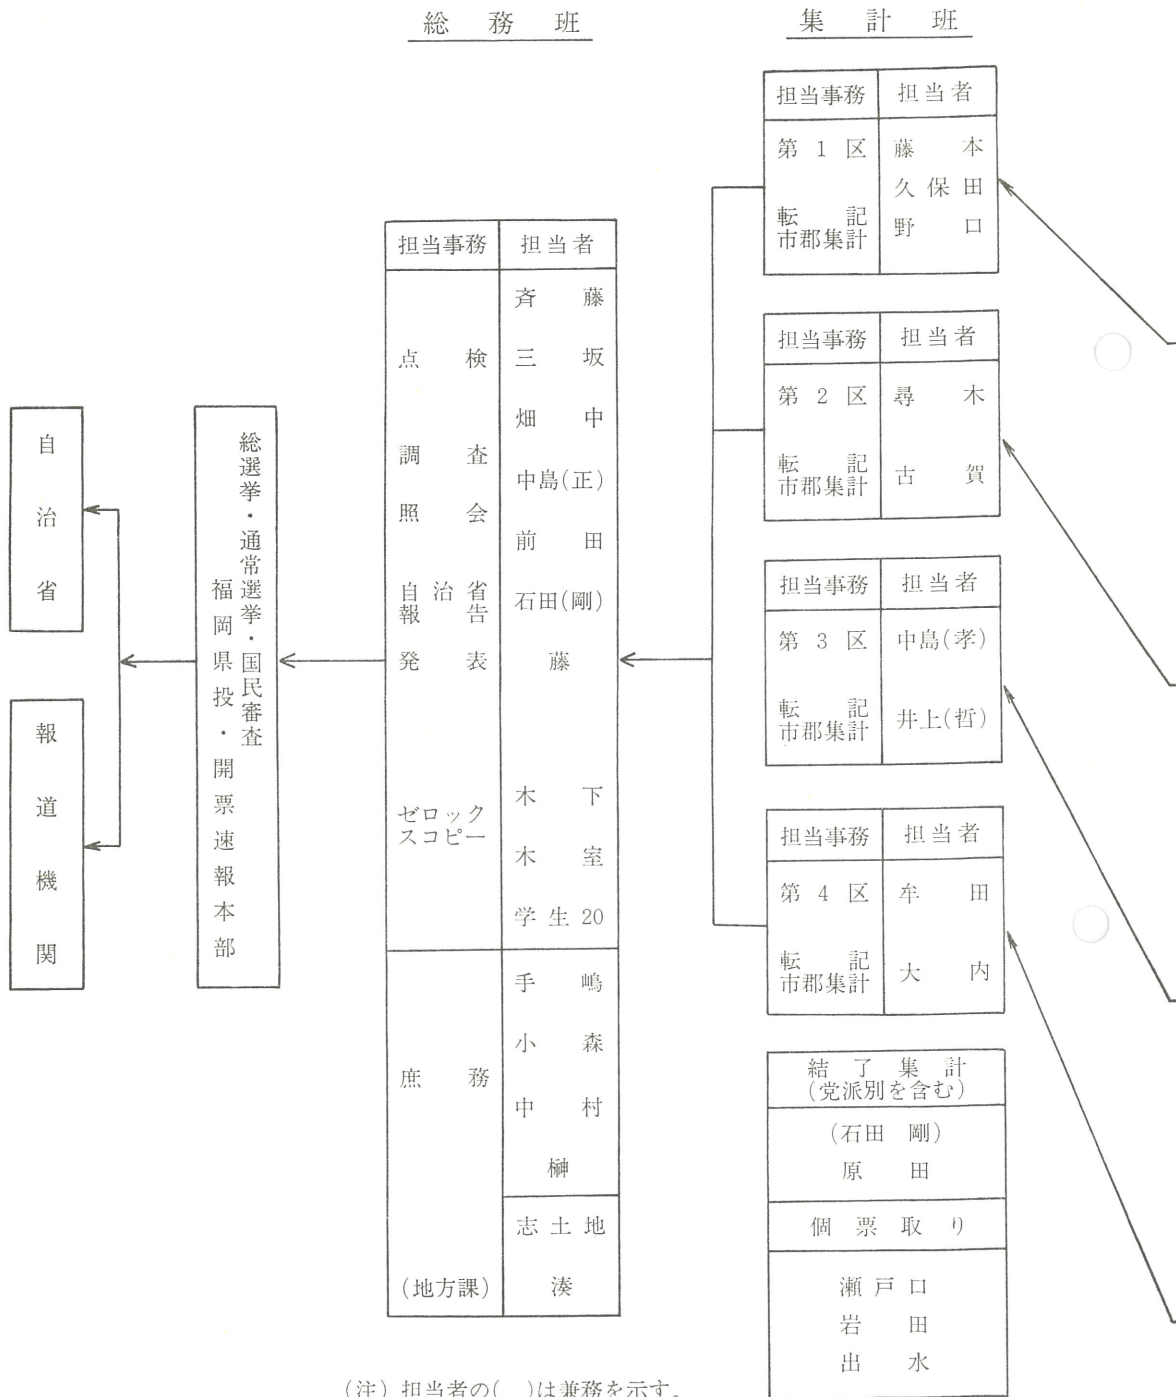 総務班
集計班
担当事務 担当者
第1区 藤本
久保田
転記
市郡集計 野口
担当事務 担当者
第2区 尋木
転記
市郡集計 古賀
担当事務 担当者
第3区 中島(孝)
転記
市郡集計 井上(哲)
担当事務 担当者
第4区 牟田
転記
市郡集計 大内
結了集計
(党派別を含む)
(石田 剛)
原田
個票取り
瀬戸口
岩田
出水
担当事務 担当者
斉藤
点検 三坂
畑中
調査
中島(正)
照会
前田
自治省
報告 石田(剛)
発表 藤
木下
ゼロック
スコピー
木室
学生20
手嶋
小森
庶務
中村
榊
志土地
(地方課) 湊
総選挙・通常選挙・国民審査
福岡県投・開票速報本部
自治省
報道機関
(注) 担当者の( )は兼務を示す。